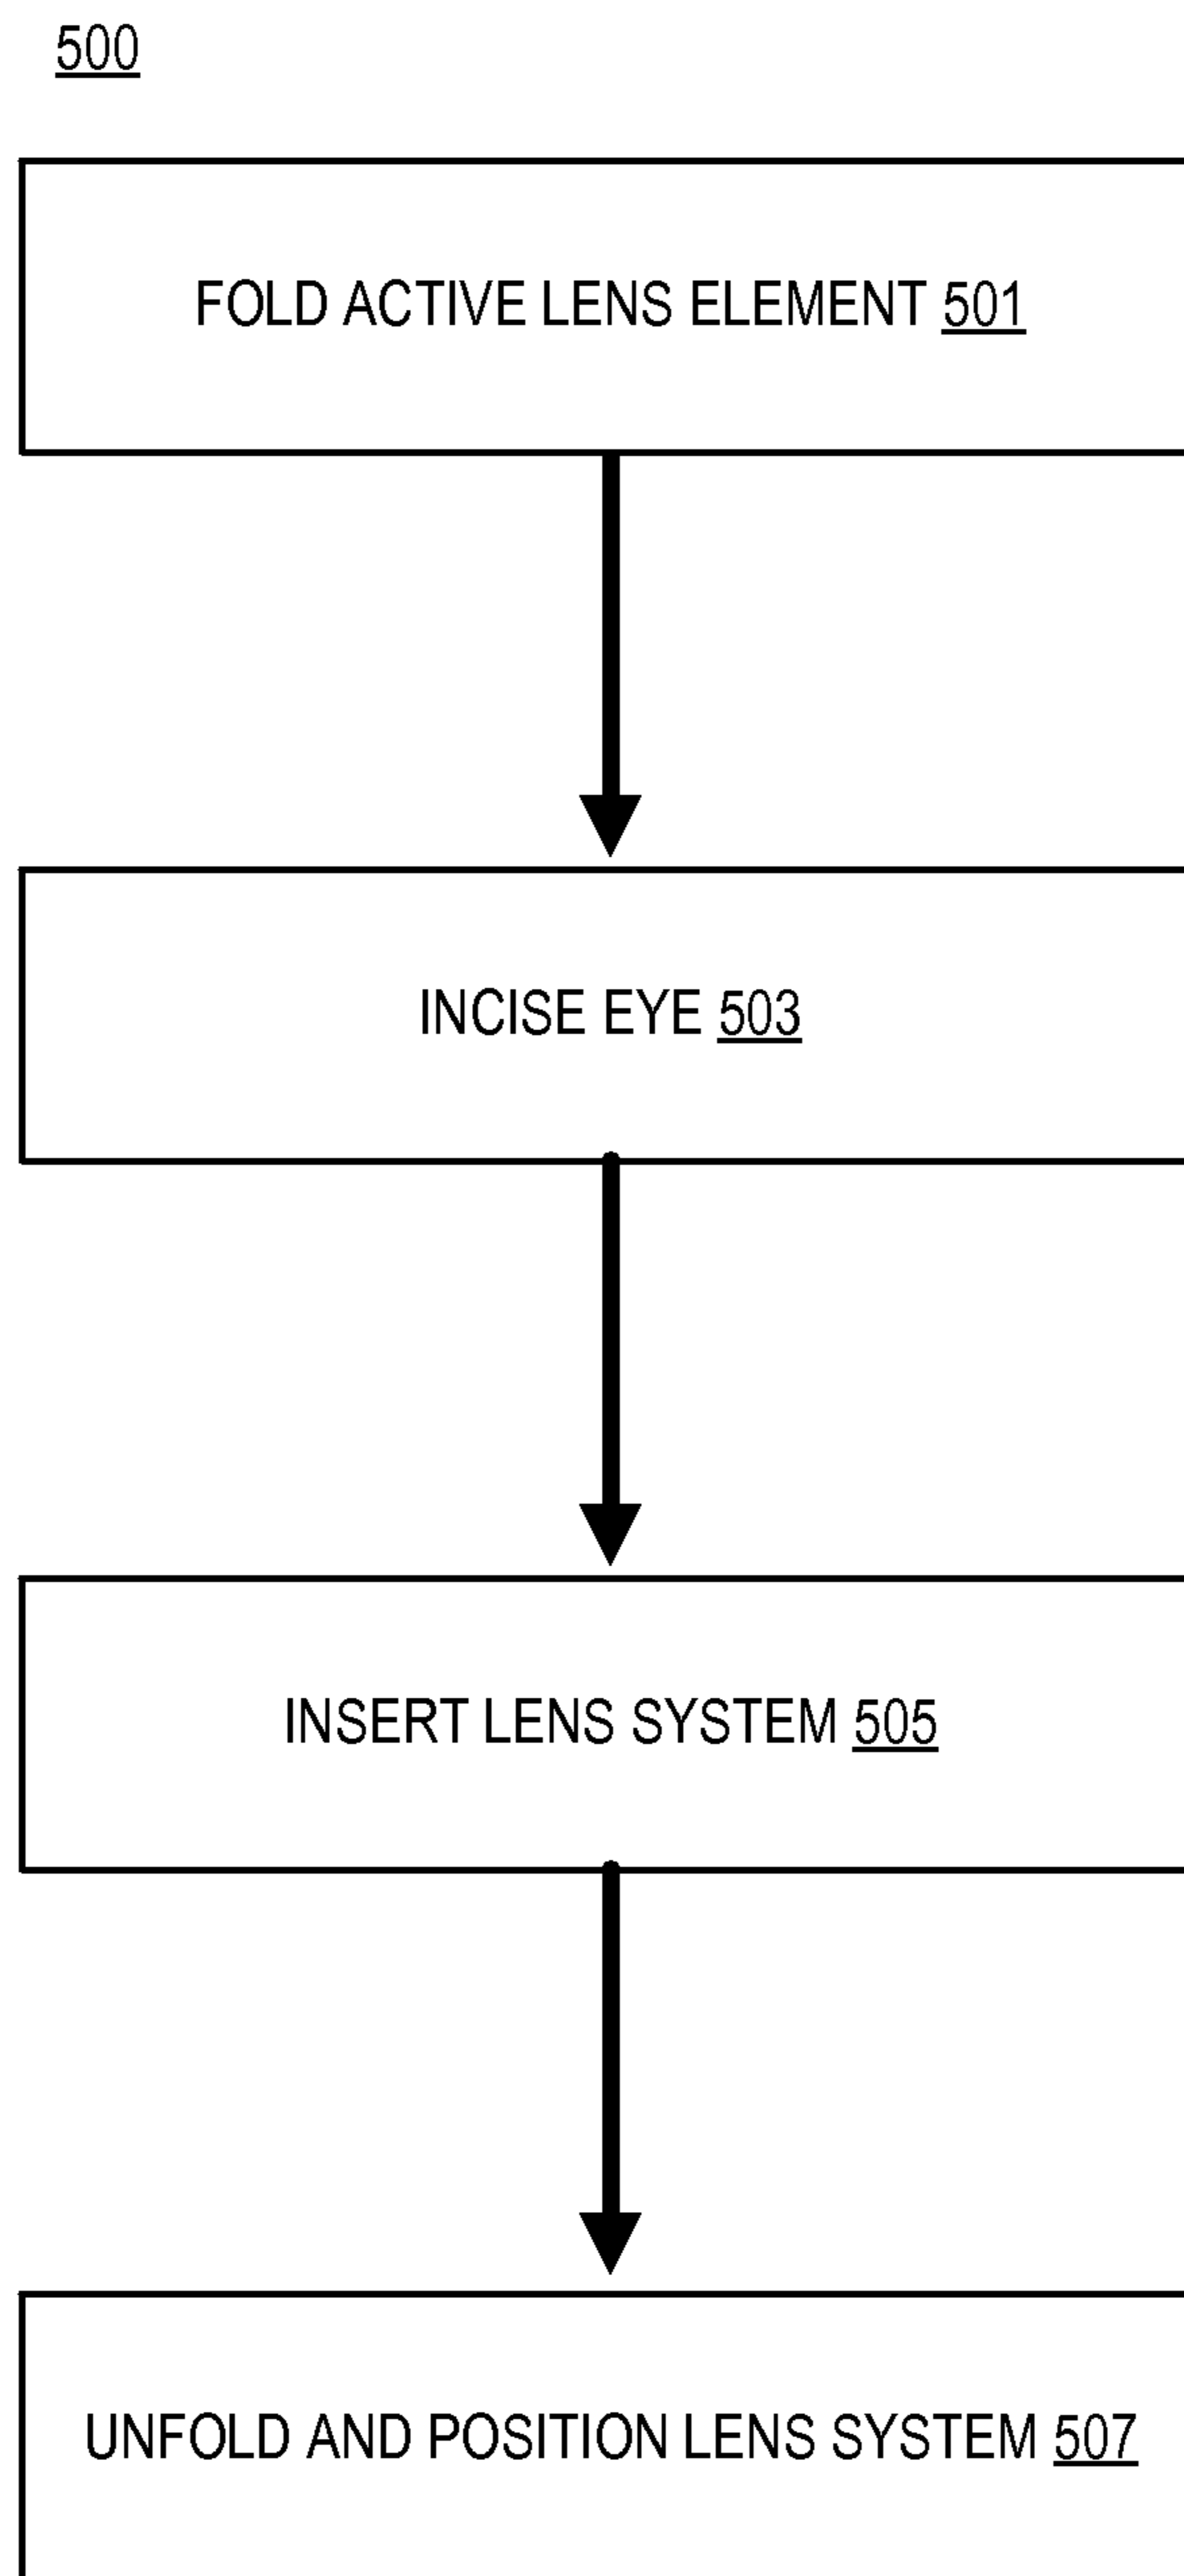 500
FOLD ACTIVE LENS ELEMENT 501
INCISE EYE 503
INSERT LENS SYSTEM 505
UNFOLD AND POSITION LENS SYSTEM 507